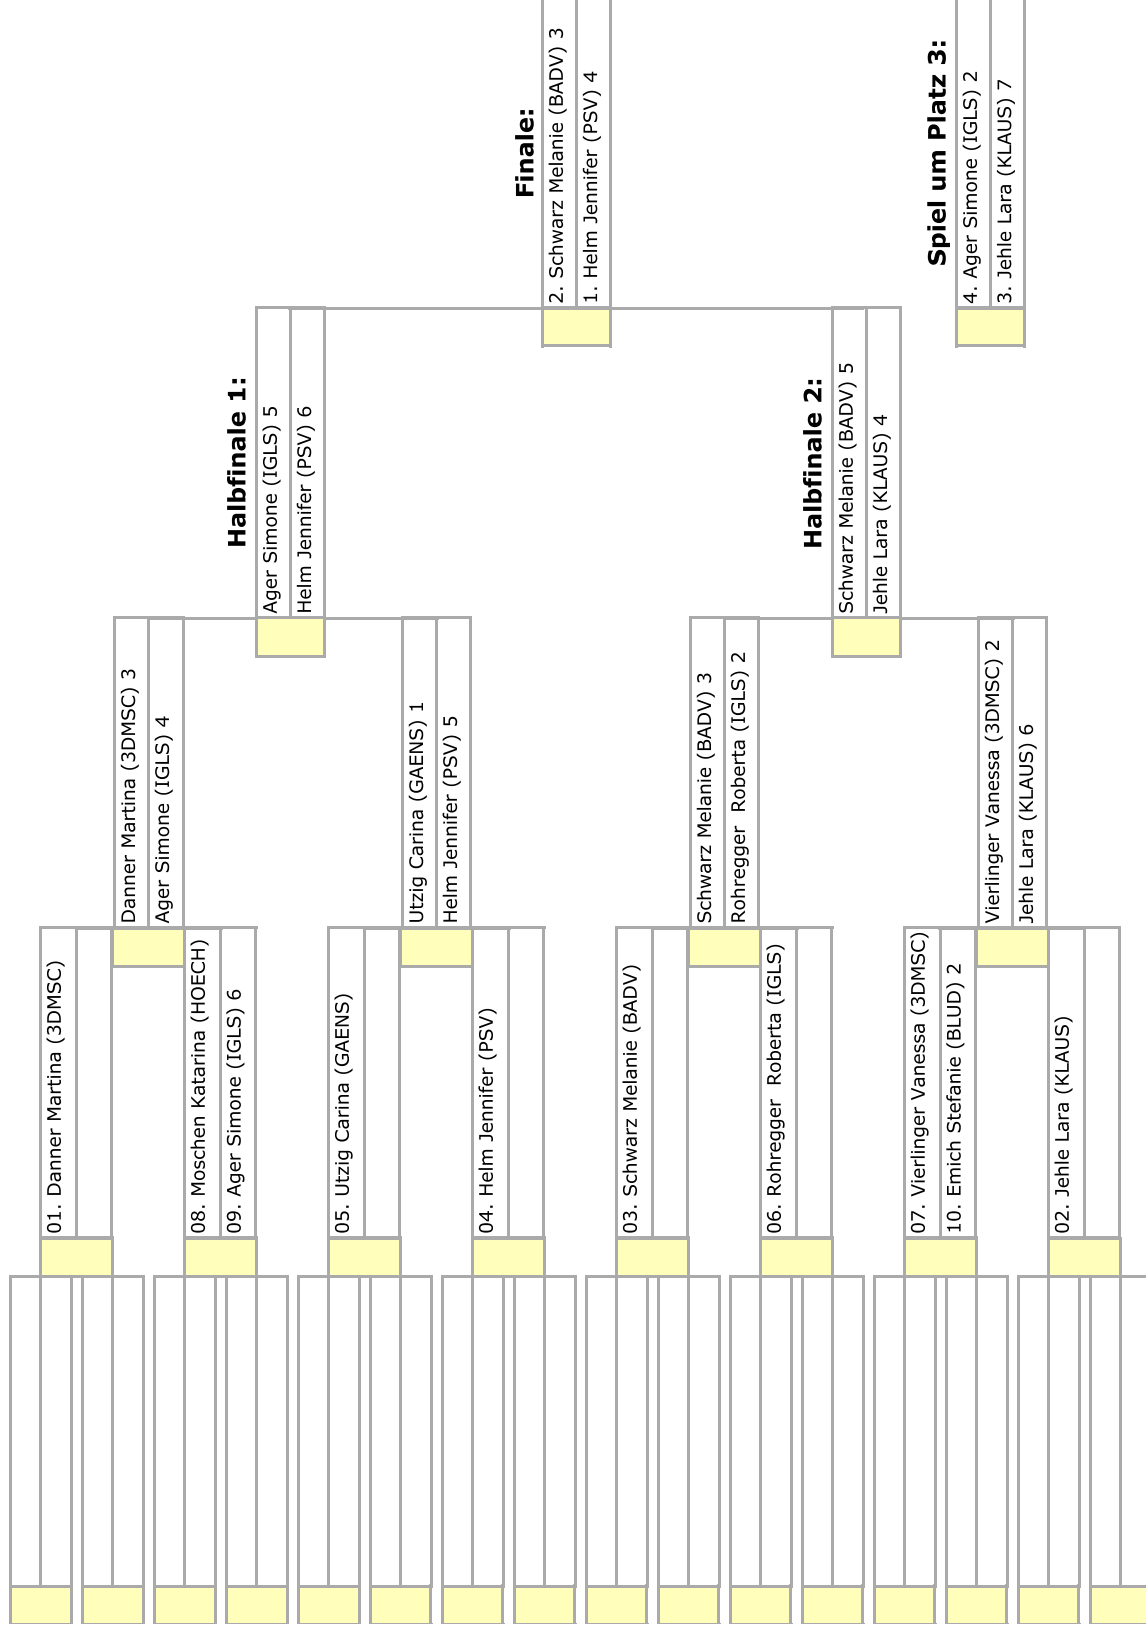 01. Danner Martina (3DMSC)
08. Moschen Katarina (HOECH)
09. Ager Simone (IGLS) 6
05. Utzig Carina (GAENS)
04. Helm Jennifer (PSV)
03. Schwarz Melanie (BADV)
06. Rohregger  Roberta (IGLS)
07. Vierlinger Vanessa (3DMSC)
10. Emich Stefanie (BLUD) 2
02. Jehle Lara (KLAUS)
Danner Martina (3DMSC) 3
Ager Simone (IGLS) 4
Utzig Carina (GAENS) 1
Helm Jennifer (PSV) 5
Schwarz Melanie (BADV) 3
Rohregger  Roberta (IGLS) 2
Vierlinger Vanessa (3DMSC) 2
Jehle Lara (KLAUS) 6
Halbfinale 1:
Ager Simone (IGLS) 5
Helm Jennifer (PSV) 6
Halbfinale 2:
Schwarz Melanie (BADV) 5
Jehle Lara (KLAUS) 4
Finale:
2. Schwarz Melanie (BADV) 3
1. Helm Jennifer (PSV) 4
Spiel um Platz 3:
4. Ager Simone (IGLS) 2
3. Jehle Lara (KLAUS) 7